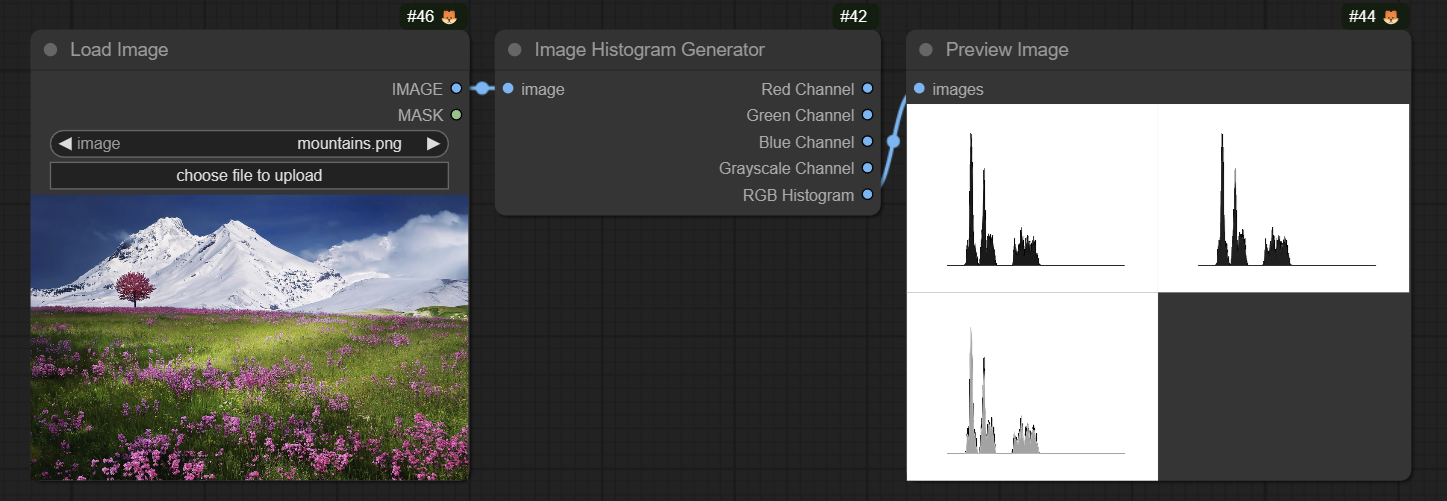 #46
Load Image
IMAGE
MASK
image mountains.png
choose file to upload
#42
Image Histogram Generator
image Red Channel
Green Channel
Blue Channel
Grayscale Channel
RGB Histogram
#44
Preview Image
images